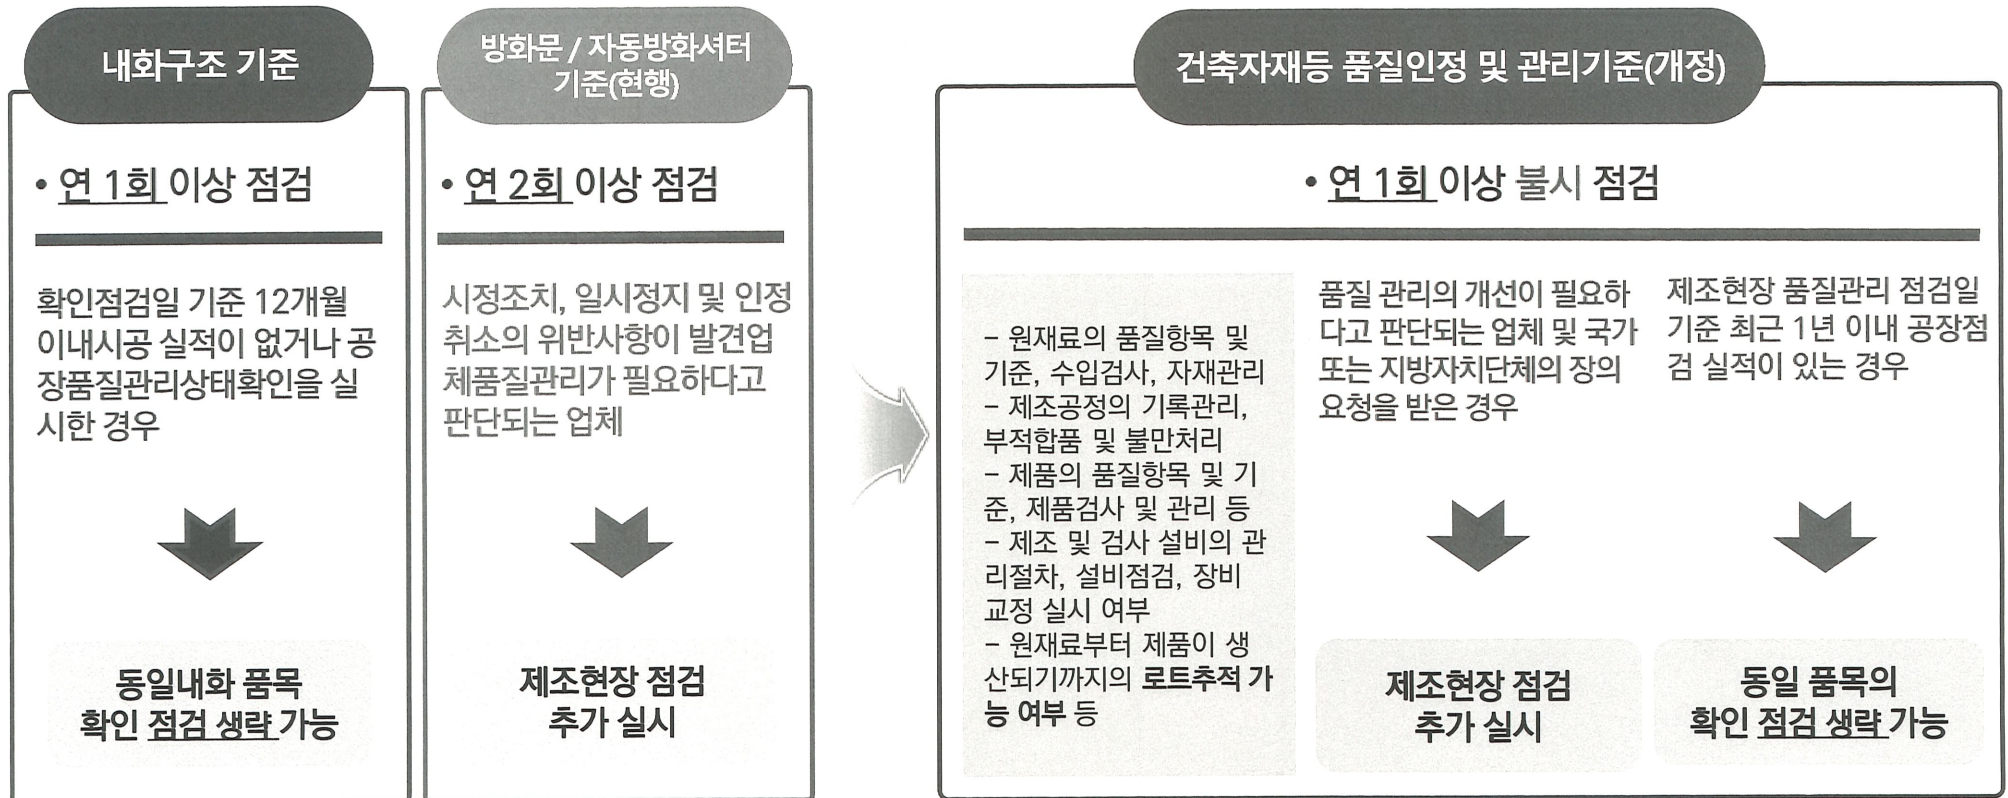 내화구조 기준
• 연 1회 이상 점검
확인점검일 기준 12개월
이내시공 실적이 없거나 공
장품질관리상태확인을 실
시한 경우
동일내화 품목
확인 점검 생략 가능
방화문 / 자동방화셔터
기준(현행)
• 연 2회 이상 점검
시정조치, 일시정지 및 인정
취소의 위반사항이 발견업
체품질관리가 필요하다고
판단되는 업체
제조현장 점검
추가 실시
건축자재등 품질인정 및 관리기준(개정)
• 연 1회 이상 불시 점검
– 원재료의 품질항목 및
기준, 수입검사, 자재관리
– 제조공정의 기록관리,
부적합품 및 불만처리
– 제품의 품질항목 및 기
준, 제품검사 및 관리 등
– 제조 및 검사 설비의 관
리절차, 설비점검, 장비
교정 실시 여부
– 원재료부터 제품이 생
산되기까지의 로트추적 가
능 여부 등
품질 관리의 개선이 필요하
다고 판단되는 업체 및 국가
또는 지방자치단체의 장의
요청을 받은 경우
제조현장 점검
추가 실시
제조현장 품질관리 점검일
기준 최근 1년 이내 공장점
검 실적이 있는 경우
동일 품목의
확인 점검 생략 가능